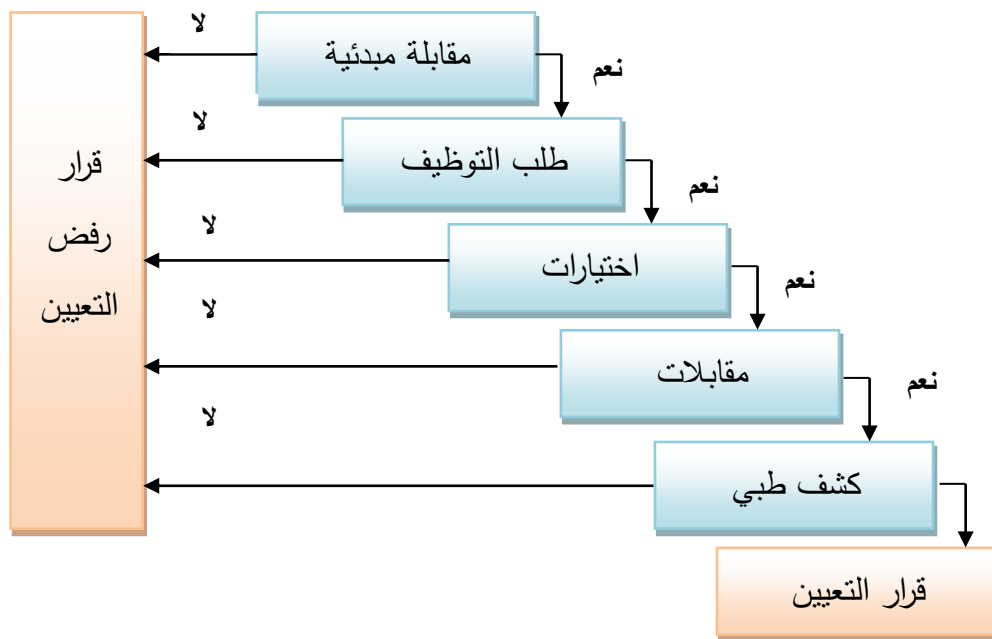 مقابلة مبدئية
لا
نعم
طلب التوظيف
لا
نعم
اختيارات
لا
نعم
مقابلات
لا
نعم
كشف طبي
لا
قرار
رفض
التعيين
قرار التعيين